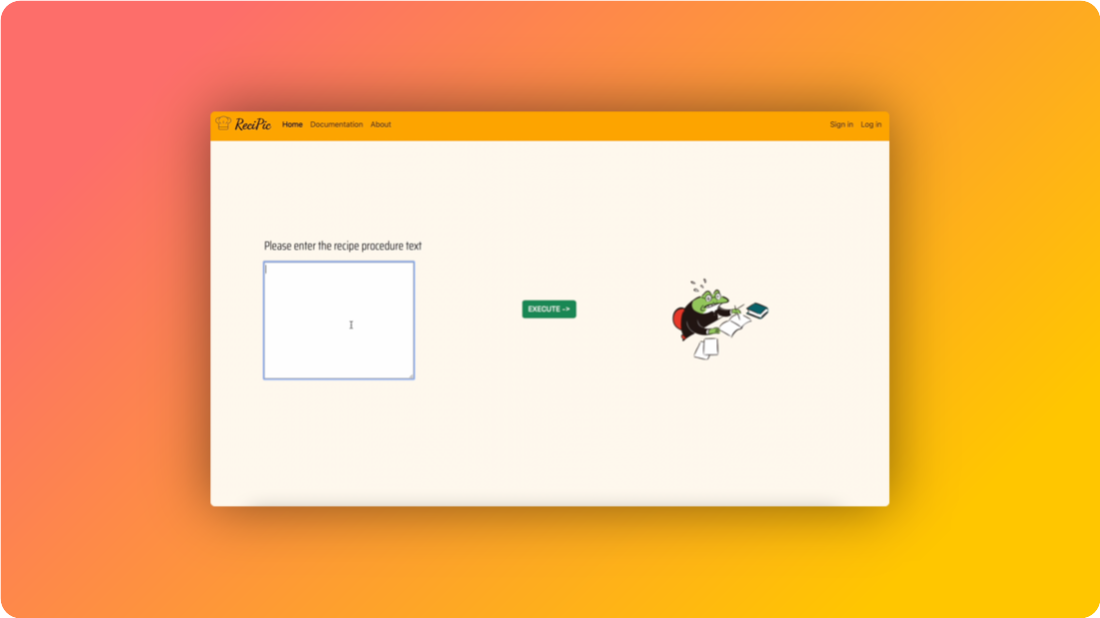 ReciPic Home Documentation About Sign in Log in
Please enter the recipe procedure text
EXECUTE ->